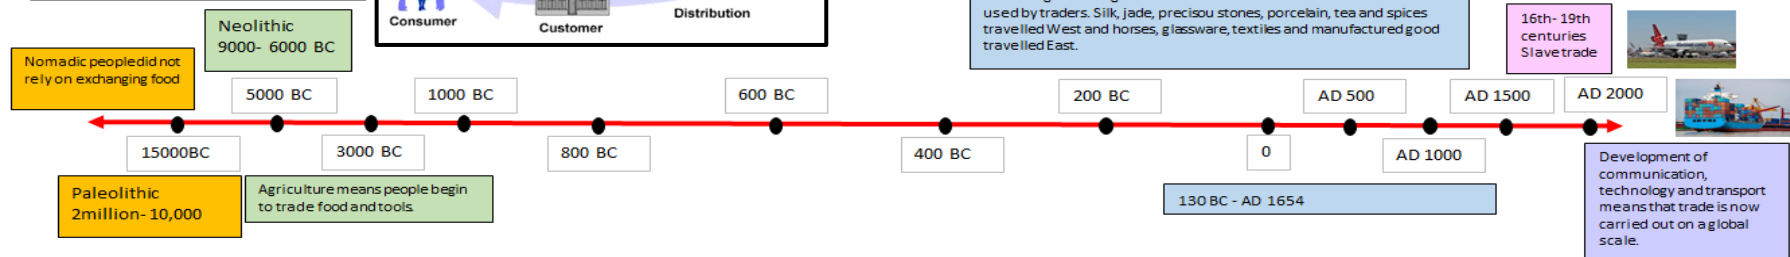 Neolithic
9000- 6000 BC
Consumer
Customer
Distribution
used by traders. Silk, jade, precisou stones, porcelain, tea and spices
travelled West and horses, glassware, textiles and manufactured good
travelled East.
16th- 19th
centuries
Slave trade
Nomadic people did not
rely on exchanging food
5000 BC
1000 BC
600 BC
200 BC
AD 500
AD 1500
AD 2000
15000BC
3000 BC
800 BC
400 BC
0
AD 1000
Paleolithic
2million- 10,000
Agriculture means people begin
to trade food and tools.
130 BC - AD 1654
Development of
communication,
technology and transport
means that trade is now
carried out on a global
scale.